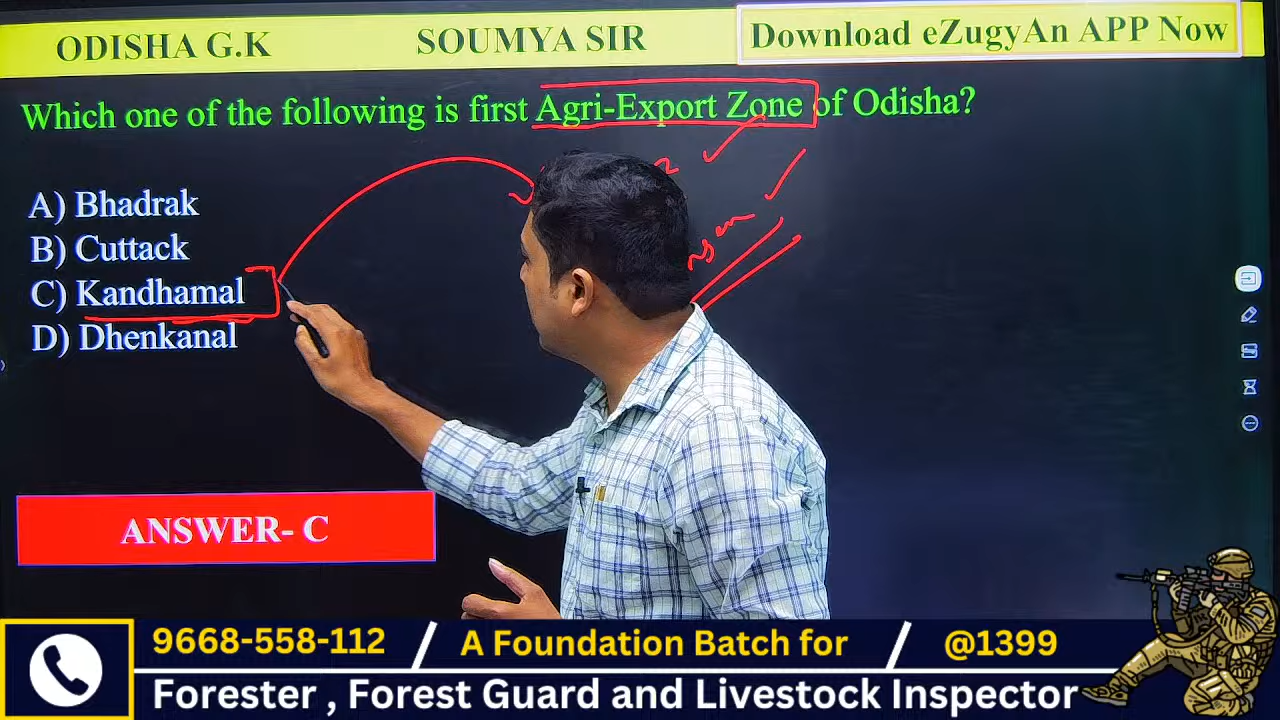 ODISHA G.K SOUMYA SIR Download eZugyAn APP Now
Which one of the following is first Agri-Export Zone of Odisha?
A) Bhadrak
B) Cuttack
C) Kandhamal
D) Dhenkanal
ANSWER- C
9668-558-112 / A Foundation Batch for / @1399
Forester , Forest Guard and Livestock Inspector